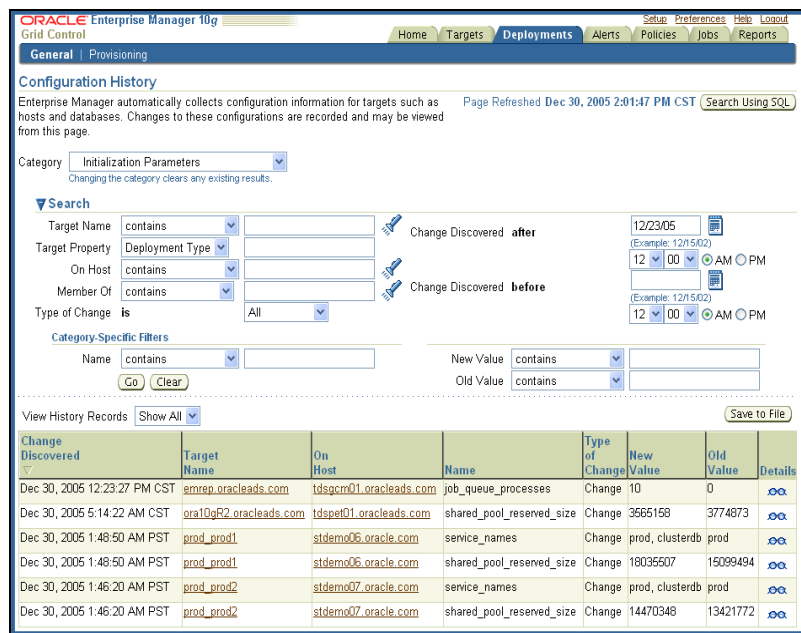 ORACLE Enterprise Manager 10g
Grid Control
Setup Preferences Help Logout
Home Targets Deployments Alerts Policies Jobs Reports
General | Provisioning
Configuration History
Enterprise Manager automatically collects configuration information for targets such as
hosts and databases. Changes to these configurations are recorded and may be viewed
from this page.
Page Refreshed Dec 30, 2005 2:01:47 PM CST Search Using SQL
Category Initialization Parameters
Changing the category clears any existing results.
Search
Target Name contains
Target Property Deployment Type
On Host contains
Member Of contains
Type of Change is All
Change Discovered after 12/23/05
(Example: 12/15/02)
12 00 AM PM
Change Discovered before
(Example: 12/15/02)
12 00 AM PM
Category-Specific Filters
Name contains
Go Clear
New Value contains
Old Value contains
View History Records Show All
Save to File
Change Discovered Target Name On Host Name Type of Change New Value Old Value Details
Dec 30, 2005 12:23:27 PM CST emrep.oracleads.com tdsgcm01.oracleads.com job_queue_processes Change 10 0
Dec 30, 2005 5:14:22 AM CST ora10gR2.oracleads.com tdspet01.oracleads.com shared_pool_reserved_size Change 3565158 3774873
Dec 30, 2005 1:48:50 AM PST prod_prod1 stdemo06.oracle.com service_names Change prod, clusterdb prod
Dec 30, 2005 1:48:50 AM PST prod_prod1 stdemo06.oracle.com shared_pool_reserved_size Change 18035507 15099494
Dec 30, 2005 1:46:20 AM PST prod_prod2 stdemo07.oracle.com service_names Change prod, clusterdb prod
Dec 30, 2005 1:46:20 AM PST prod_prod2 stdemo07.oracle.com shared_pool_reserved_size Change 14470348 13421772